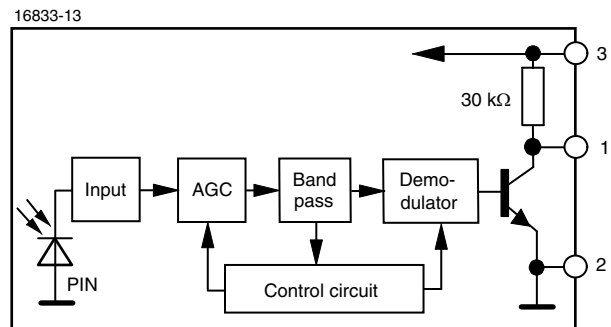 16833-13
3
30 kΩ
1
Input
AGC
Band
pass
Demo-
dulator
2
PIN
Control circuit